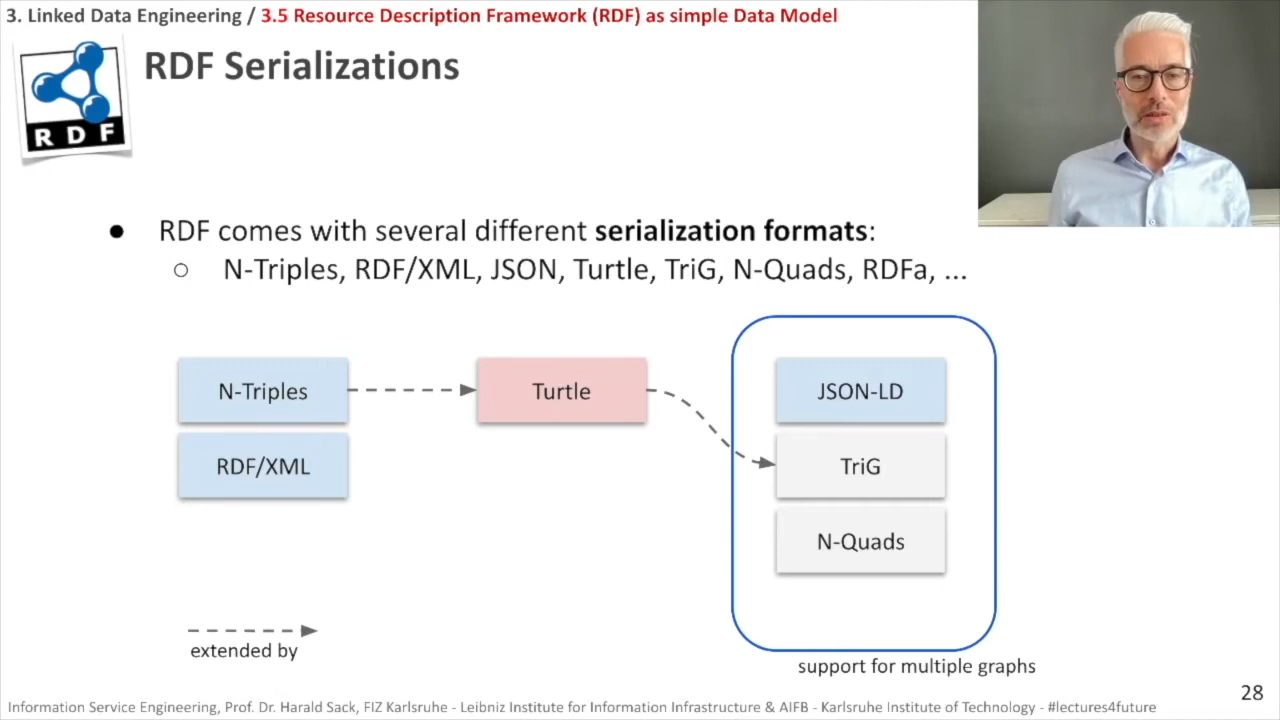 3. Linked Data Engineering / 3.5 Resource Description Framework (RDF) as simple Data Model
RDF
RDF Serializations
● RDF comes with several different serialization formats:
○ N-Triples, RDF/XML, JSON, Turtle, TriG, N-Quads, RDFa, ...
N-Triples
Turtle
JSON-LD
RDF/XML
TriG
N-Quads
extended by
support for multiple graphs
28
Information Service Engineering, Prof. Dr. Harald Sack, FIZ Karlsruhe - Leibniz Institute for Information Infrastructure & AIFB - Karlsruhe Institute of Technology - #lectures4future